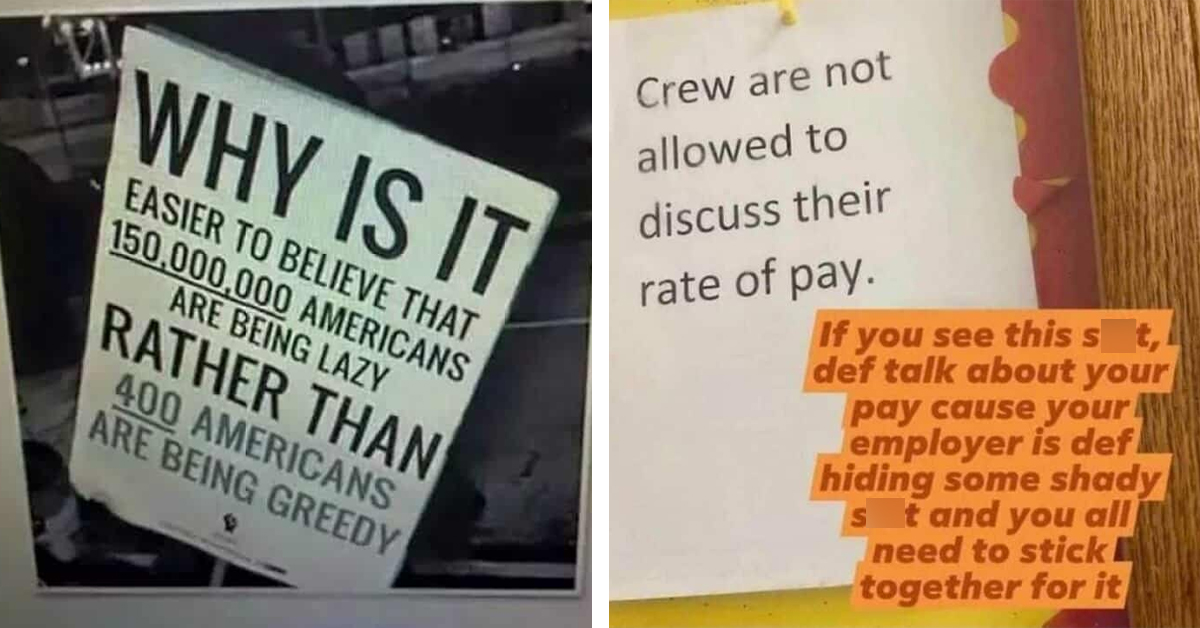 WHY IS IT
EASIER TO BELIEVE THAT
150,000,000 AMERICANS
ARE BEING LAZY
RATHER THAN
400 AMERICANS
ARE BEING GREEDY
Crew are not
allowed to
discuss their
rate of pay.
If you see this s t,
def talk about your
pay cause your
employer is def
hiding some shady
s t and you all
need to stick
together for it